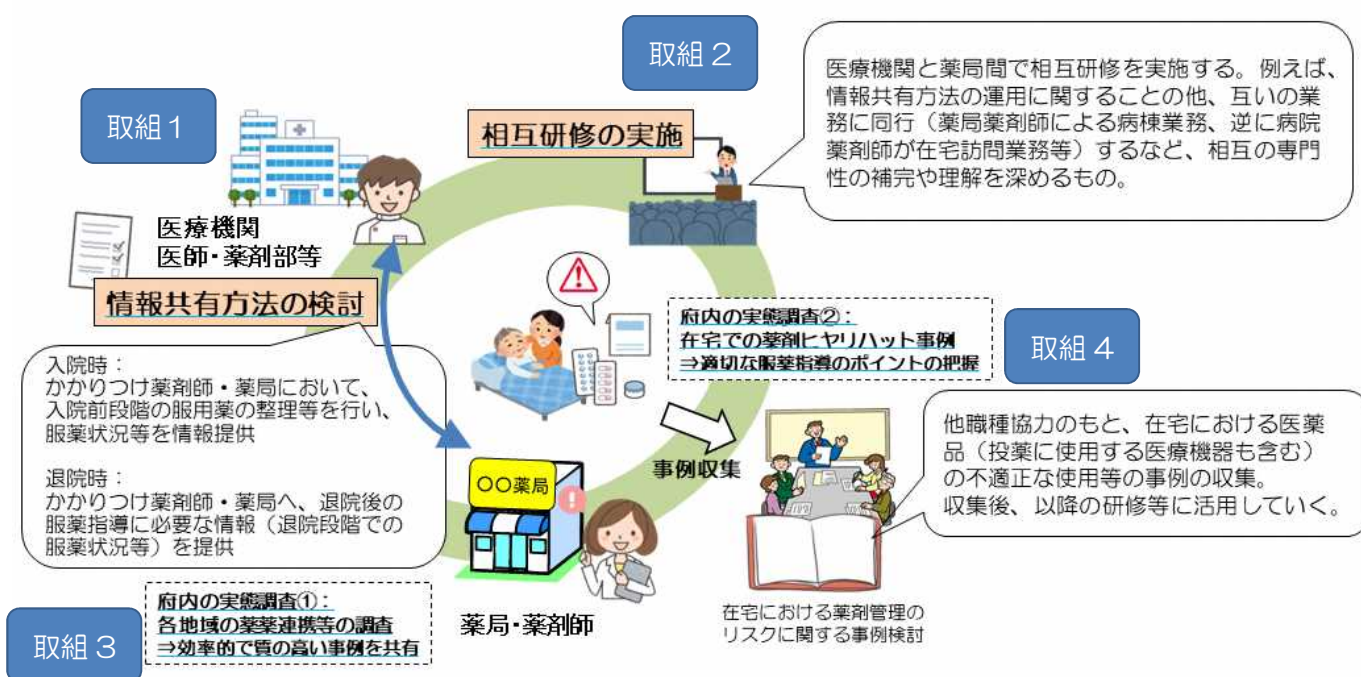 取組１
医療機関
医師・薬剤部等
情報共有方法の検討
入院時：
かかりつけ薬剤師・薬局において、
入院前段階の服用薬の整理等を行い、
服薬状況等を情報提供
退院時：
かかりつけ薬剤師・薬局へ、退院後の
服薬指導に必要な情報（退院段階での
服薬状況等）を提供
取組２
相互研修の実施
医療機関と薬局間で相互研修を実施する。例えば、
情報共有方法の運用に関することの他、互いの業
務に同行（薬局薬剤師による病棟業務、逆に病院
薬剤師が在宅訪問業務等）するなど、相互の専門
性の補完や理解を深めるもの。
取組３
府内の実態調査①：
各地域の薬薬連携等の調査
⇒効率的で質の高い事例を共有
〇〇薬局
薬局・薬剤師
府内の実態調査②：
在宅での薬剤ヒヤリハット事例
⇒適切な服薬指導のポイントの把握
取組４
事例収集
他職種協力のもと、在宅における医薬
品（投薬に使用する医療機器も含む）
の不適正な使用等の事例の収集。
収集後、以降の研修等に活用していく。
在宅における薬剤管理の
リスクに関する事例検討